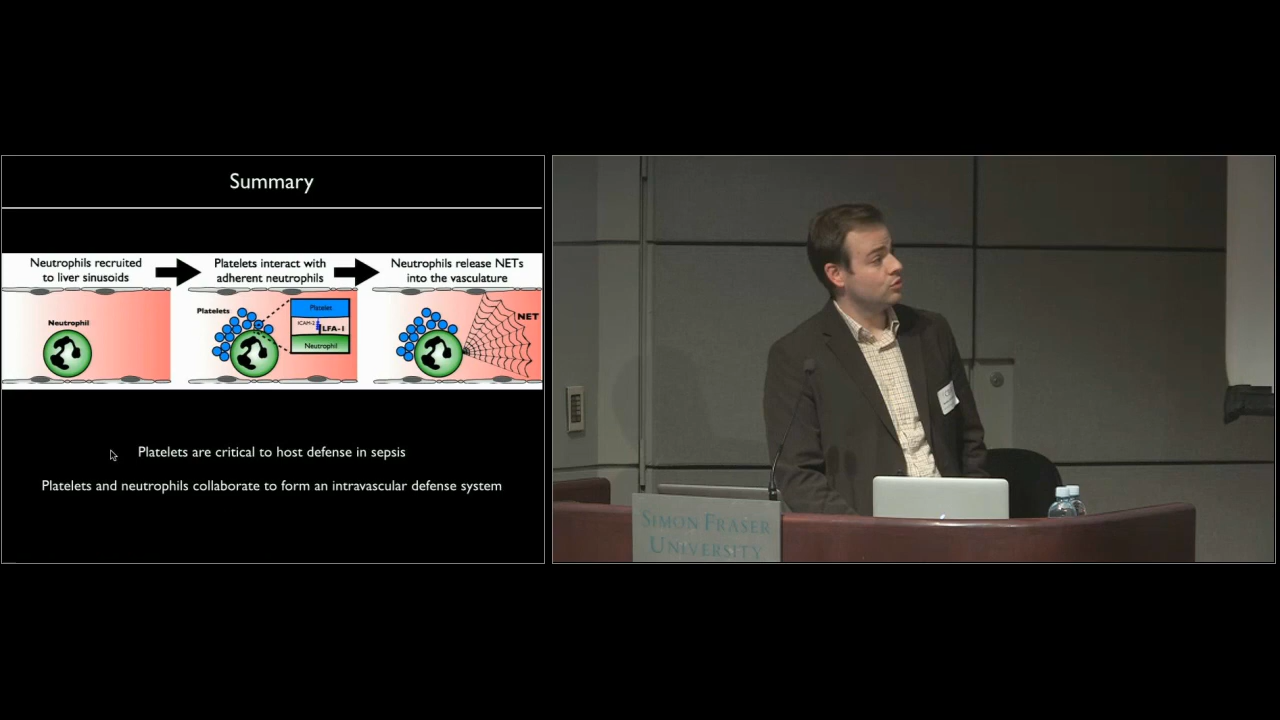 Summary
Neutrophils recruited
to liver sinusoids
Platelets interact with
adherent neutrophils
Neutrophils release NETs
into the vasculature
Neutrophil
Platelets
Platelet
ICAM-2
LFA-1
Neutrophil
NET
Platelets are critical to host defense in sepsis
Platelets and neutrophils collaborate to form an intravascular defense system
SIMON FRASER
UNIVERSITY